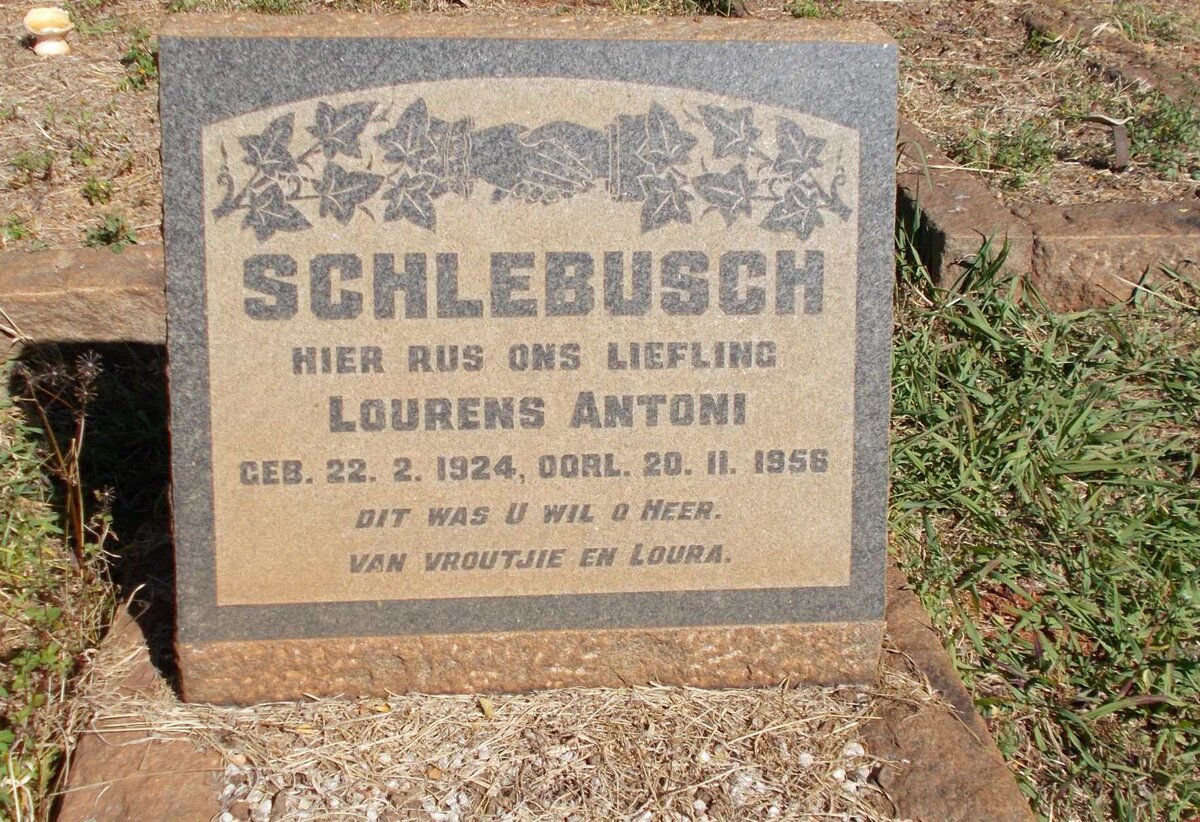 SCHLEBUSCH
HIER RUS ONS LIEFLING
LOURENS ANTONI
GEB. 22. 2. 1924, OORL. 20. 11. 1956
DIT WAS U WIL O HEER.
VAN VROUTJIE EN LOURA.